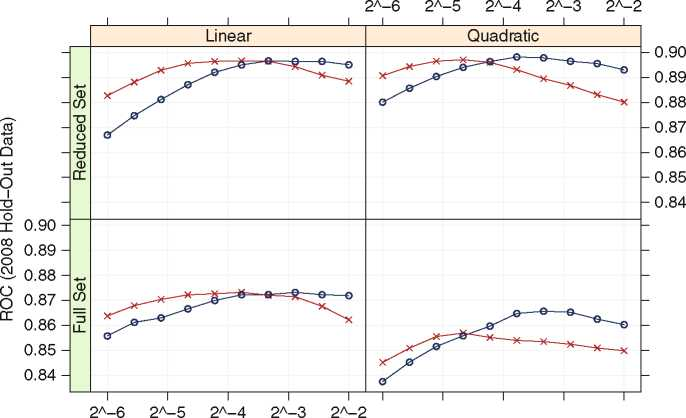 2^−6 2^−5 2^−4 2^−3 2^−2
Linear Quadratic
Reduced Set
0.90
0.89
0.88
0.87
0.86
0.85
0.84
ROC (2008 Hold−Out Data)
Full Set
0.90
0.89
0.88
0.87
0.86
0.85
0.84
2^−6 2^−5 2^−4 2^−3 2^−2